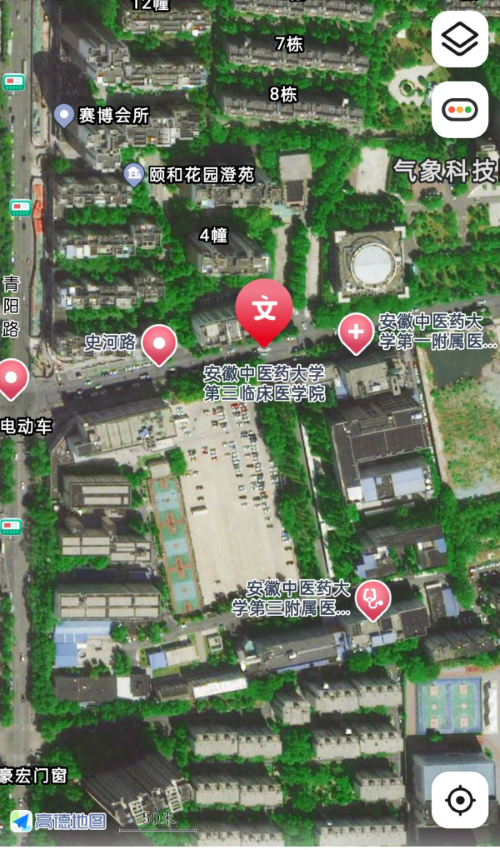 12幢
7栋
8栋
赛博会所
气象科技
颐和花园澄苑
4幢
青阳路
文
史河路
安徽中医药大
学第一附属医...
安徽中医药大学
第三临床医学院
电动车
安徽中医药大
学第三附属医...
豪宏门窗
高德地图
50米